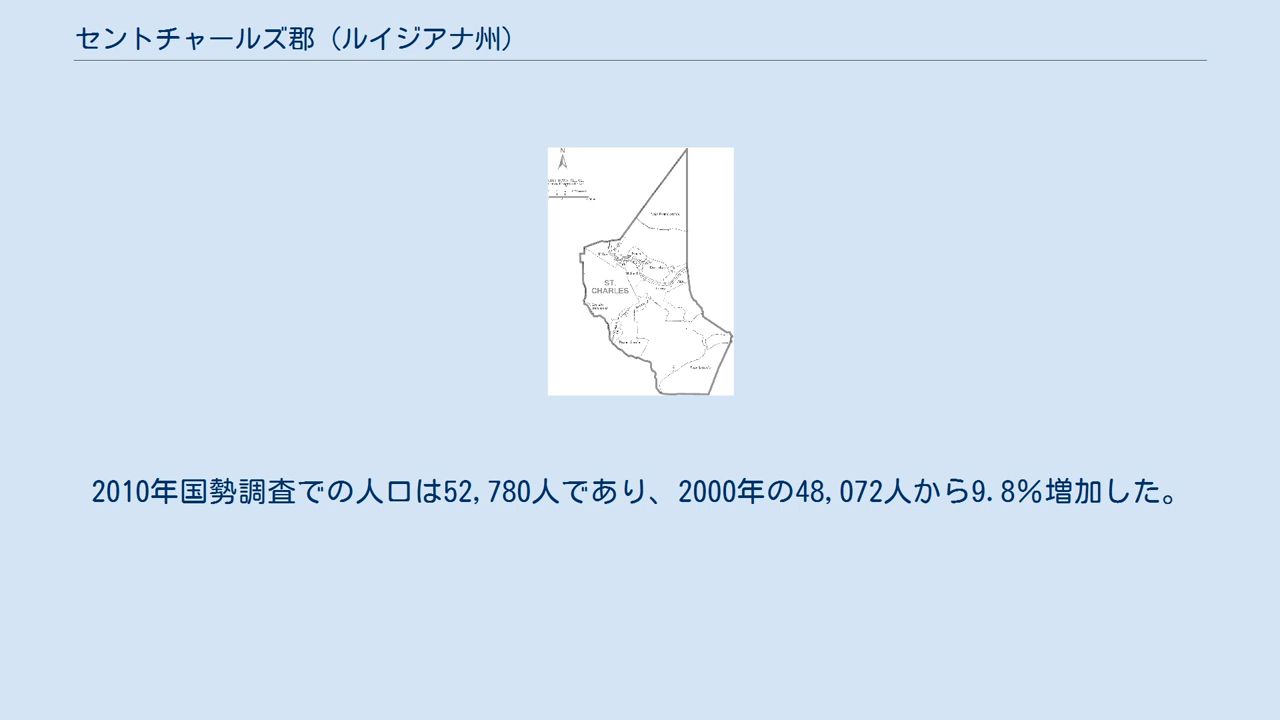 セントチャールズ郡（ルイジアナ州）
N
ST.
CHARLES
2010年国勢調査での人口は52,780人であり、2000年の48,072人から9.8%増加した。